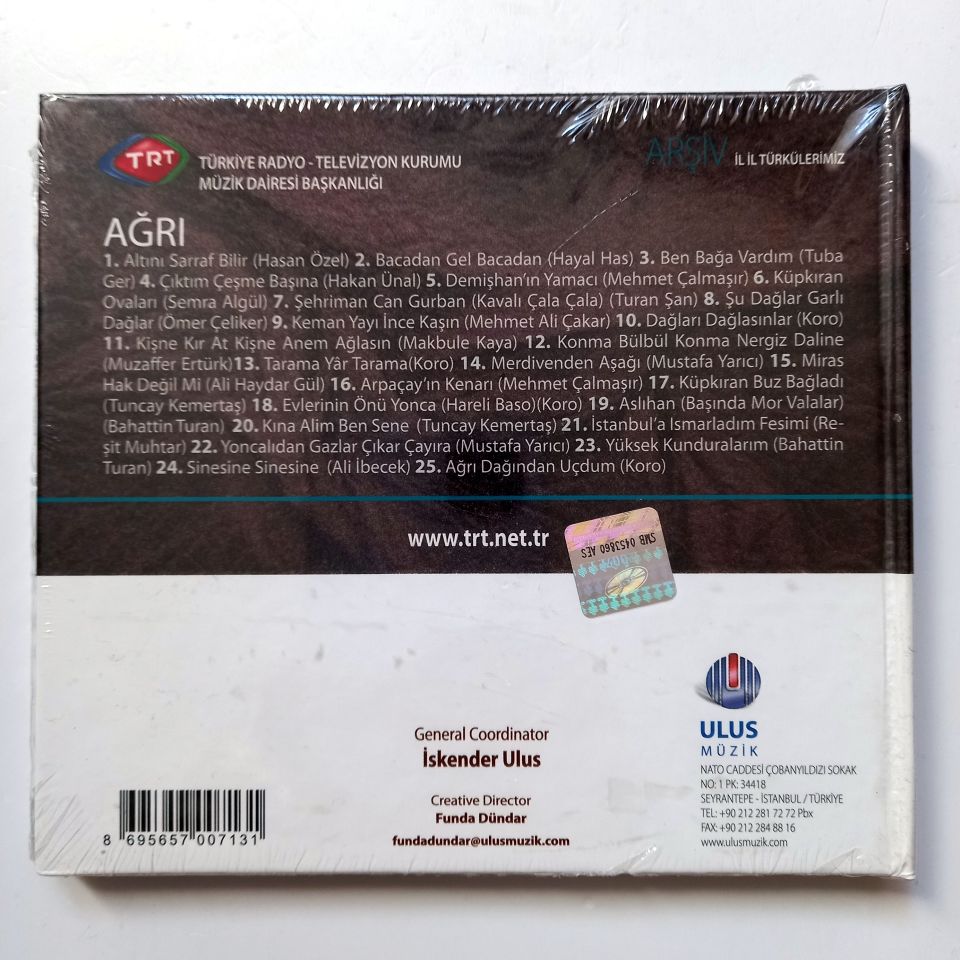 TRT
TÜRKİYE RADYO - TELEVİZYON KURUMU
MÜZİK DAİRESİ BAŞKANLIĞI
ARŞİV İL İL TÜRKÜLERİMİZ
AĞRI
1. Altını Sarraf Bilir (Hasan Özel) 2. Bacadan Gel Bacadan (Hayal Has) 3. Ben Bağa Vardım (Tuba
Ger) 4. Çıktım Çeşme Başına (Hakan Ünal) 5. Demişhan'ın Yamacı (Mehmet Çalmaşır) 6. Küpkıran
Ovaları (Semra Algül) 7. Şehriman Can Gurban (Kavalı Çala Çala) (Turan Şan) 8. Şu Dağlar Garlı
Dağlar (Ömer Çeliker) 9. Keman Yayı İnce Kaşın (Mehmet Ali Çakar) 10. Dağları Dağlasınlar (Koro)
11. Kişne Kır At Kişne Anem Ağlasın (Makbule Kaya) 12. Konma Bülbül Konma Nergiz Daline
(Muzaffer Ertürk)13. Tarama Yâr Tarama(Koro) 14. Merdivenden Aşağı (Mustafa Yarıcı) 15. Miras
Hak Değil Mi (Ali Haydar Gül) 16. Arpaçay'ın Kenarı (Mehmet Çalmaşır) 17. Küpkıran Buz Bağladı
(Tuncay Kemertaş) 18. Evlerinin Önü Yonca (Hareli Baso)(Koro) 19. Aslıhan (Başında Mor Valalar)
(Bahattin Turan) 20. Kına Alim Ben Sene (Tuncay Kemertaş) 21. İstanbul'a Ismarladım Fesimi (Re-
şit Muhtar) 22. Yoncalıdan Gazlar Çıkar Çayıra (Mustafa Yarıcı) 23. Yüksek Kunduralarım (Bahattin
Turan) 24. Sinesine Sinesine (Ali İbecek) 25. Ağrı Dağından Uçdum (Koro)
www.trt.net.tr
SMB 0453860 AES
General Coordinator
İskender Ulus
Creative Director
Funda Dündar
fundadundar@ulusmuzik.com
8 695657 007131
ULUS
MÜZİK
NATO CADDESİ ÇOBANYILDIZI SOKAK
NO: 1 PK: 34418
SEYRANTEPE - İSTANBUL / TÜRKİYE
TEL: +90 212 281 72 72 Pbx
FAX: +90 212 284 88 16
www.ulusmuzik.com